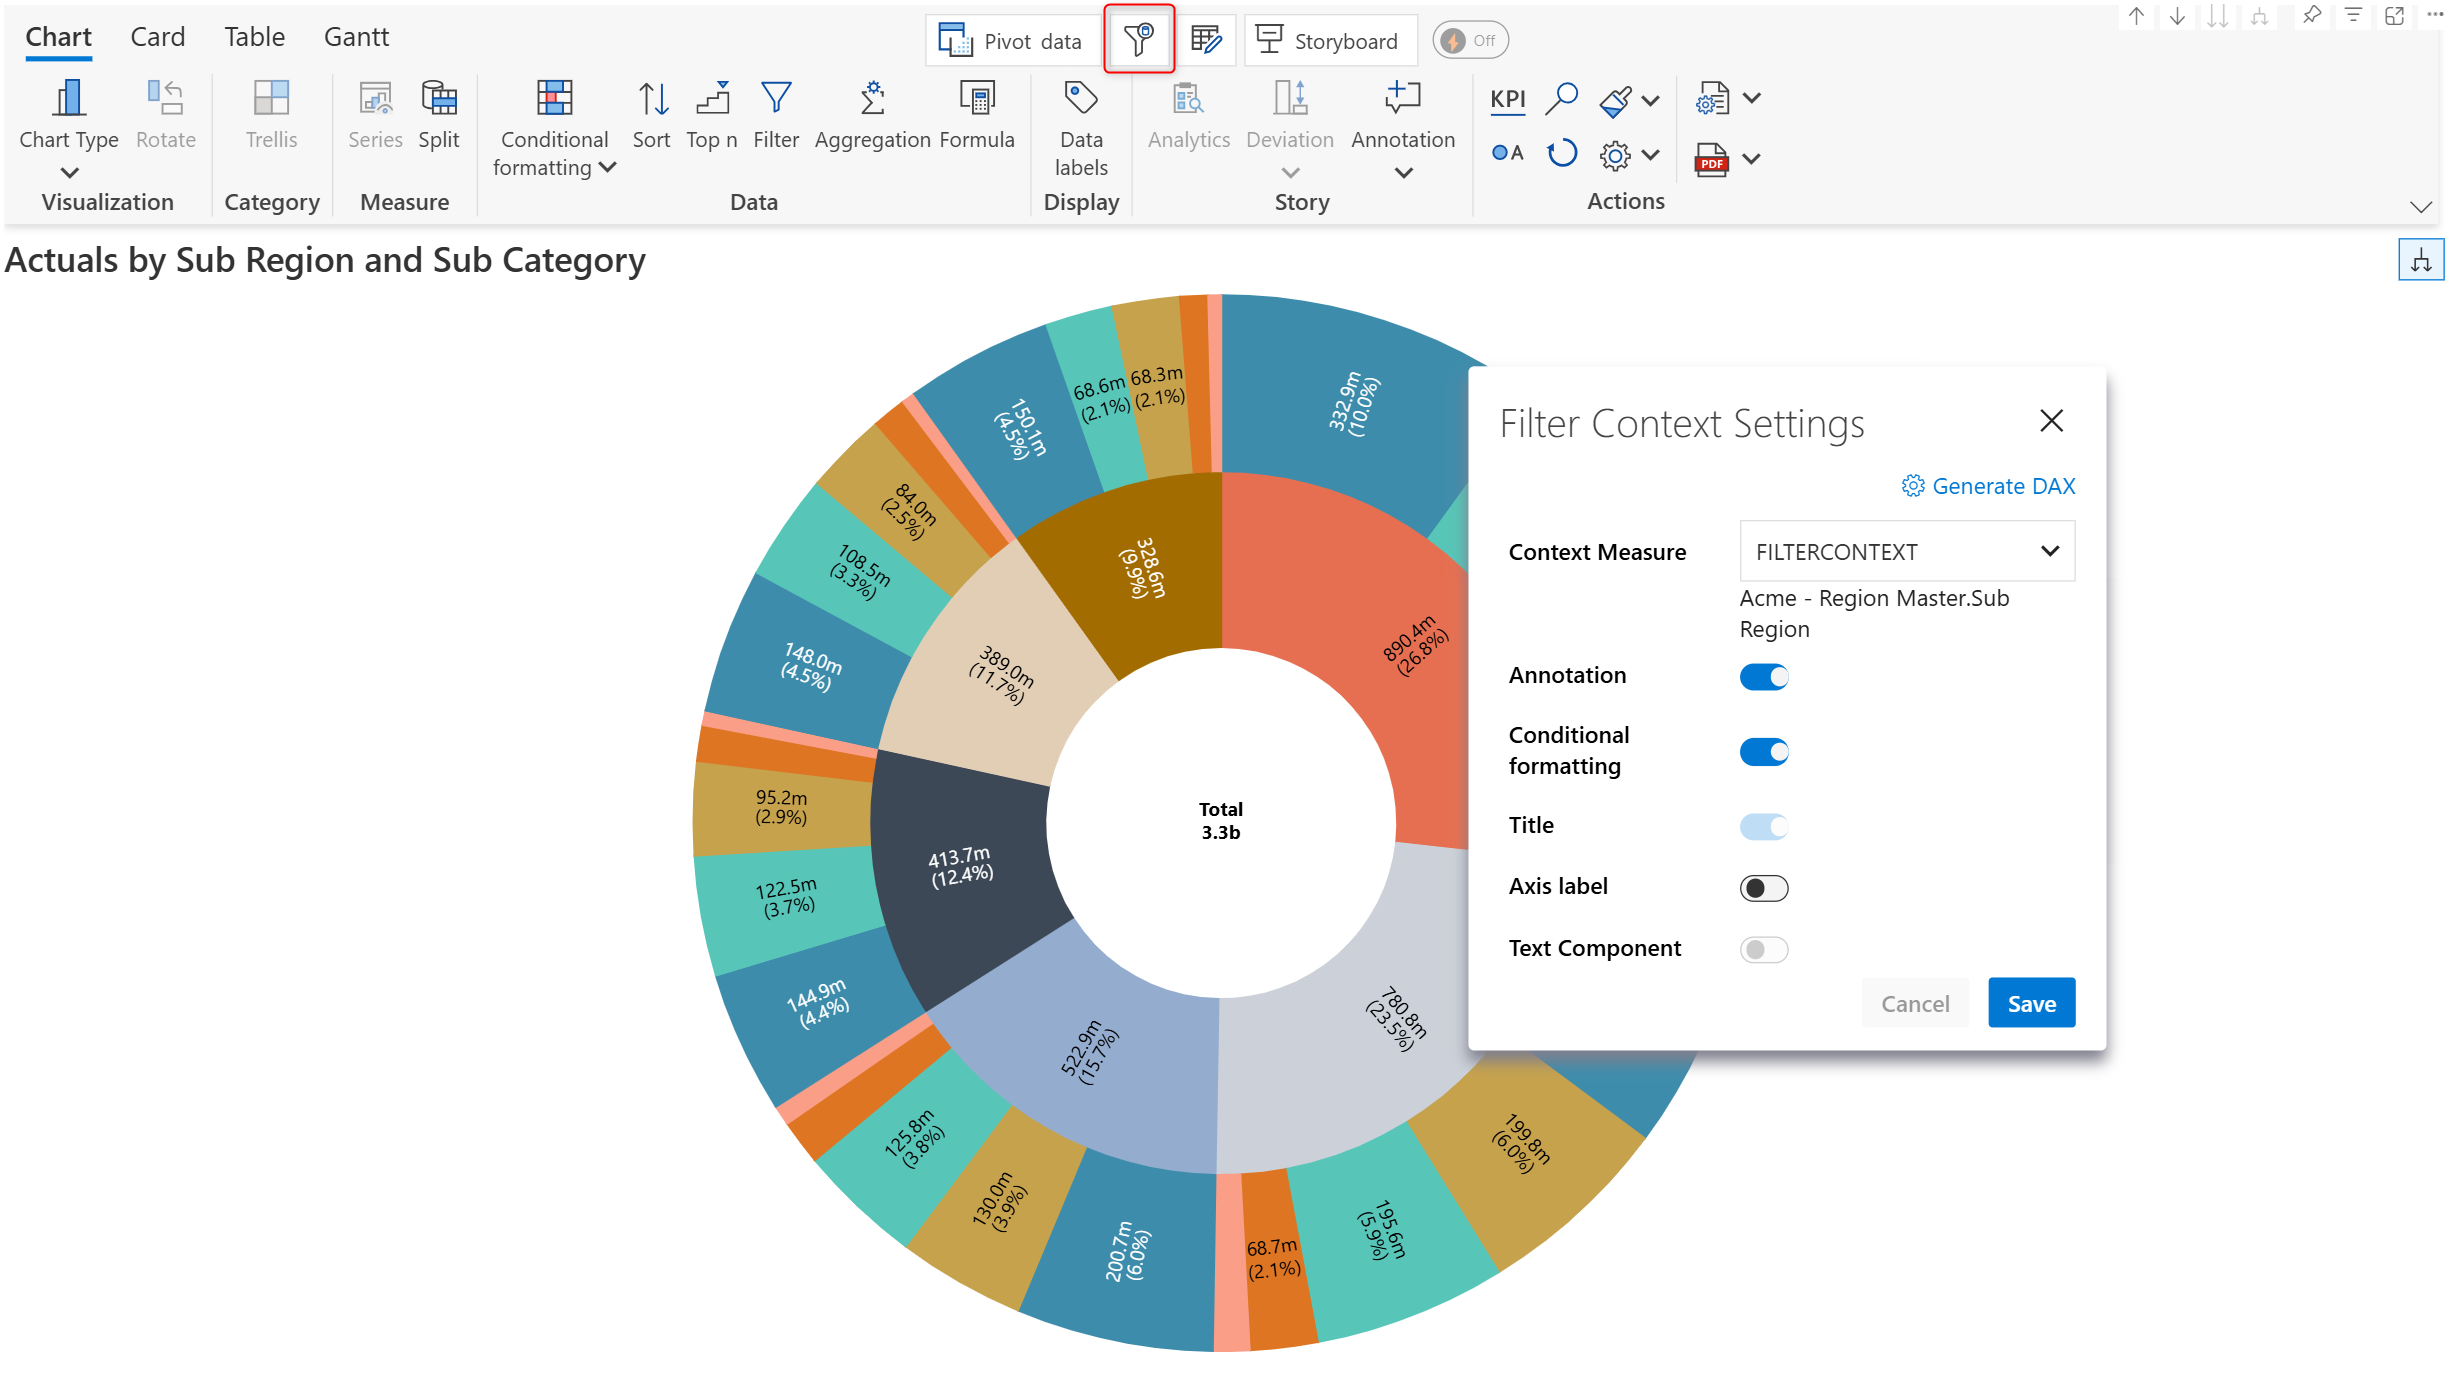 Chart Card Table Gantt
Pivot data
Storyboard
Off
Chart Type
Rotate
Trellis
Series
Split
Conditional
formatting
Sort
Top n
Filter
Aggregation
Formula
Data
labels
Analytics
Deviation
Annotation
KPI
A
PDF
Visualization
Category
Measure
Data
Display
Story
Actions
Actuals by Sub Region and Sub Category
332.9m
(10.0%)
890.4m
(26.8%)
780.8m
(23.5%)
199.8m
(6.0%)
195.6m
(5.9%)
68.7m
(2.1%)
522.9m
(15.7%)
200.7m
(6.0%)
130.0m
(3.9%)
125.8m
(3.8%)
413.7m
(12.4%)
144.9m
(4.4%)
122.5m
(3.7%)
95.2m
(2.9%)
389.0m
(11.7%)
148.0m
(4.5%)
108.5m
(3.3%)
84.0m
(2.5%)
328.6m
(9.9%)
150.1m
(4.5%)
68.6m
(2.1%)
68.3m
(2.1%)
Total
3.3b
Filter Context Settings
Generate DAX
Context Measure
FILTERCONTEXT
Acme - Region Master.Sub
Region
Annotation
Conditional
formatting
Title
Axis label
Text Component
Cancel
Save